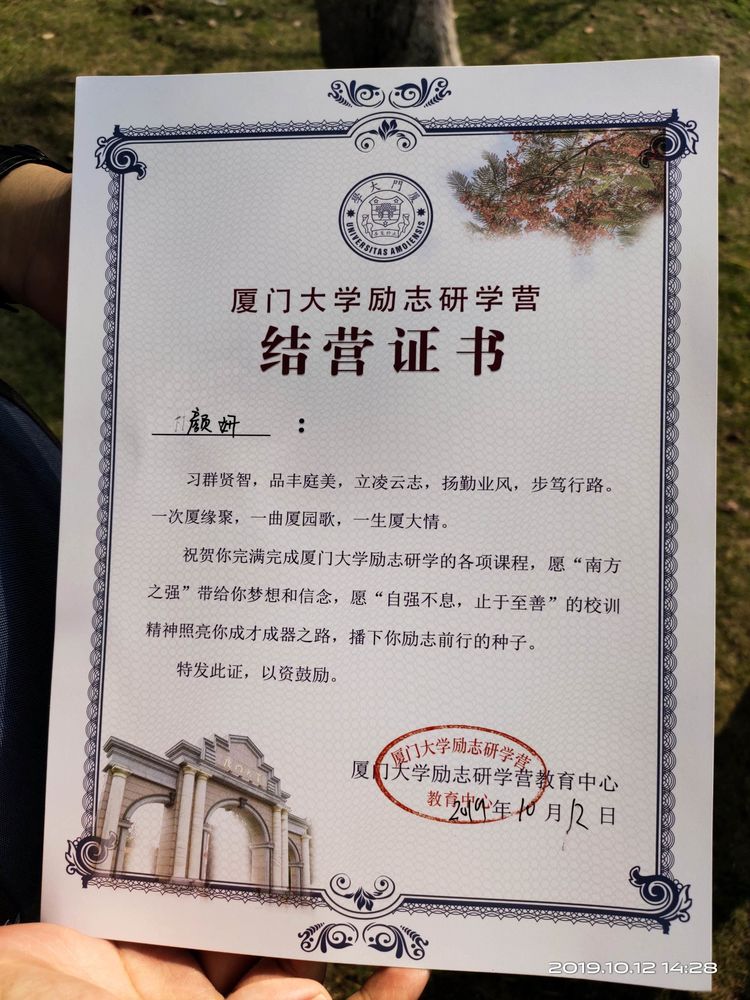 廈門大學
UNIVERSITAS AMOIENSIS
厦门大学励志研学营
结营证书
颜妍:
习群贤智，品丰庭美，立凌云志，扬勤业风，步笃行路。
一次厦缘聚，一曲厦园歌，一生厦大情。
祝贺你完满完成厦门大学励志研学的各项课程，愿“南方
之强”带给你梦想和信念，愿“自强不息，止于至善”的校训
精神照亮你成才成器之路，播下你励志前行的种子。
特发此证，以资鼓励。
厦门大学励志研学营
教育中心
厦门大学励志研学营教育中心
2019年10月12日
2019.10.12 14:28